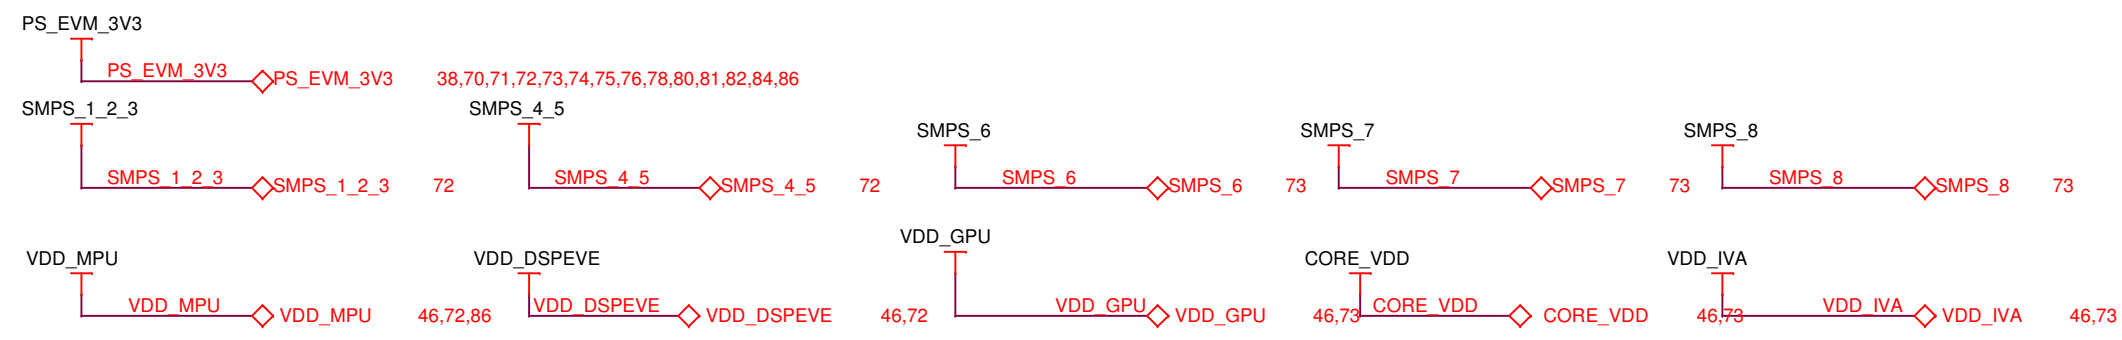 PS_EVM_3V3
PS_EVM_3V3 PS_EVM_3V3 38,70,71,72,73,74,75,76,78,80,81,82,84,86
SMPS_1_2_3 SMPS_4_5 SMPS_6 SMPS_7 SMPS_8
SMPS_1_2_3 SMPS_1_2_3 72 SMPS_4_5 SMPS_4_5 72 SMPS_6 SMPS_6 73 SMPS_7 SMPS_7 73 SMPS_8 SMPS_8 73
VDD_MPU VDD_DSPEVE VDD_GPU CORE_VDD VDD_IVA
VDD_MPU VDD_MPU 46,72,86 VDD_DSPEVE VDD_DSPEVE 46,72 VDD_GPU VDD_GPU 46,73 CORE_VDD CORE_VDD 46,73 VDD_IVA VDD_IVA 46,73